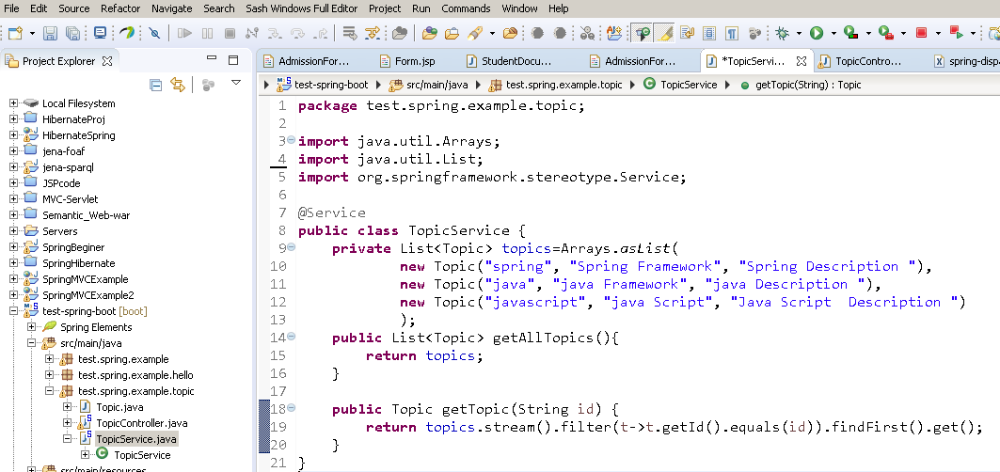 File Edit Source Refactor Navigate Search Sash Windows Full Editor Project Run Commands Window Help
Project Explorer
AdmissionFor... Form.jsp StudentDocu... AdmissionFor... *TopicServi... TopicContro... spring-disp
test-spring-boot src/main/java test.spring.example.topic TopicService getTopic(String) : Topic
Local Filesystem
HibernateProj
HibernateSpring
jena-foaf
jena-sparql
JSPcode
MVC-Servlet
Semantic_Web-war
Servers
SpringBeginer
SpringHibernate
SpringMVCExample
SpringMVCExample2
test-spring-boot [boot]
Spring Elements
src/main/java
test.spring.example
test.spring.example.hello
test.spring.example.topic
Topic.java
TopicController.java
TopicService.java
TopicService
src/main/resources
1 package test.spring.example.topic;
2
3 import java.util.Arrays;
4 import java.util.List;
5 import org.springframework.stereotype.Service;
6
7 @Service
8 public class TopicService {
9 private List<Topic> topics=Arrays.asList(
10 new Topic("spring", "Spring Framework", "Spring Description "),
11 new Topic("java", "java Framework", "java Description "),
12 new Topic("javascript", "java Script", "Java Script  Description ")
13 );
14 public List<Topic> getAllTopics(){
15 return topics;
16 }
17
18 public Topic getTopic(String id) {
19 return topics.stream().filter(t->t.getId().equals(id)).findFirst().get();
20 }
21 }